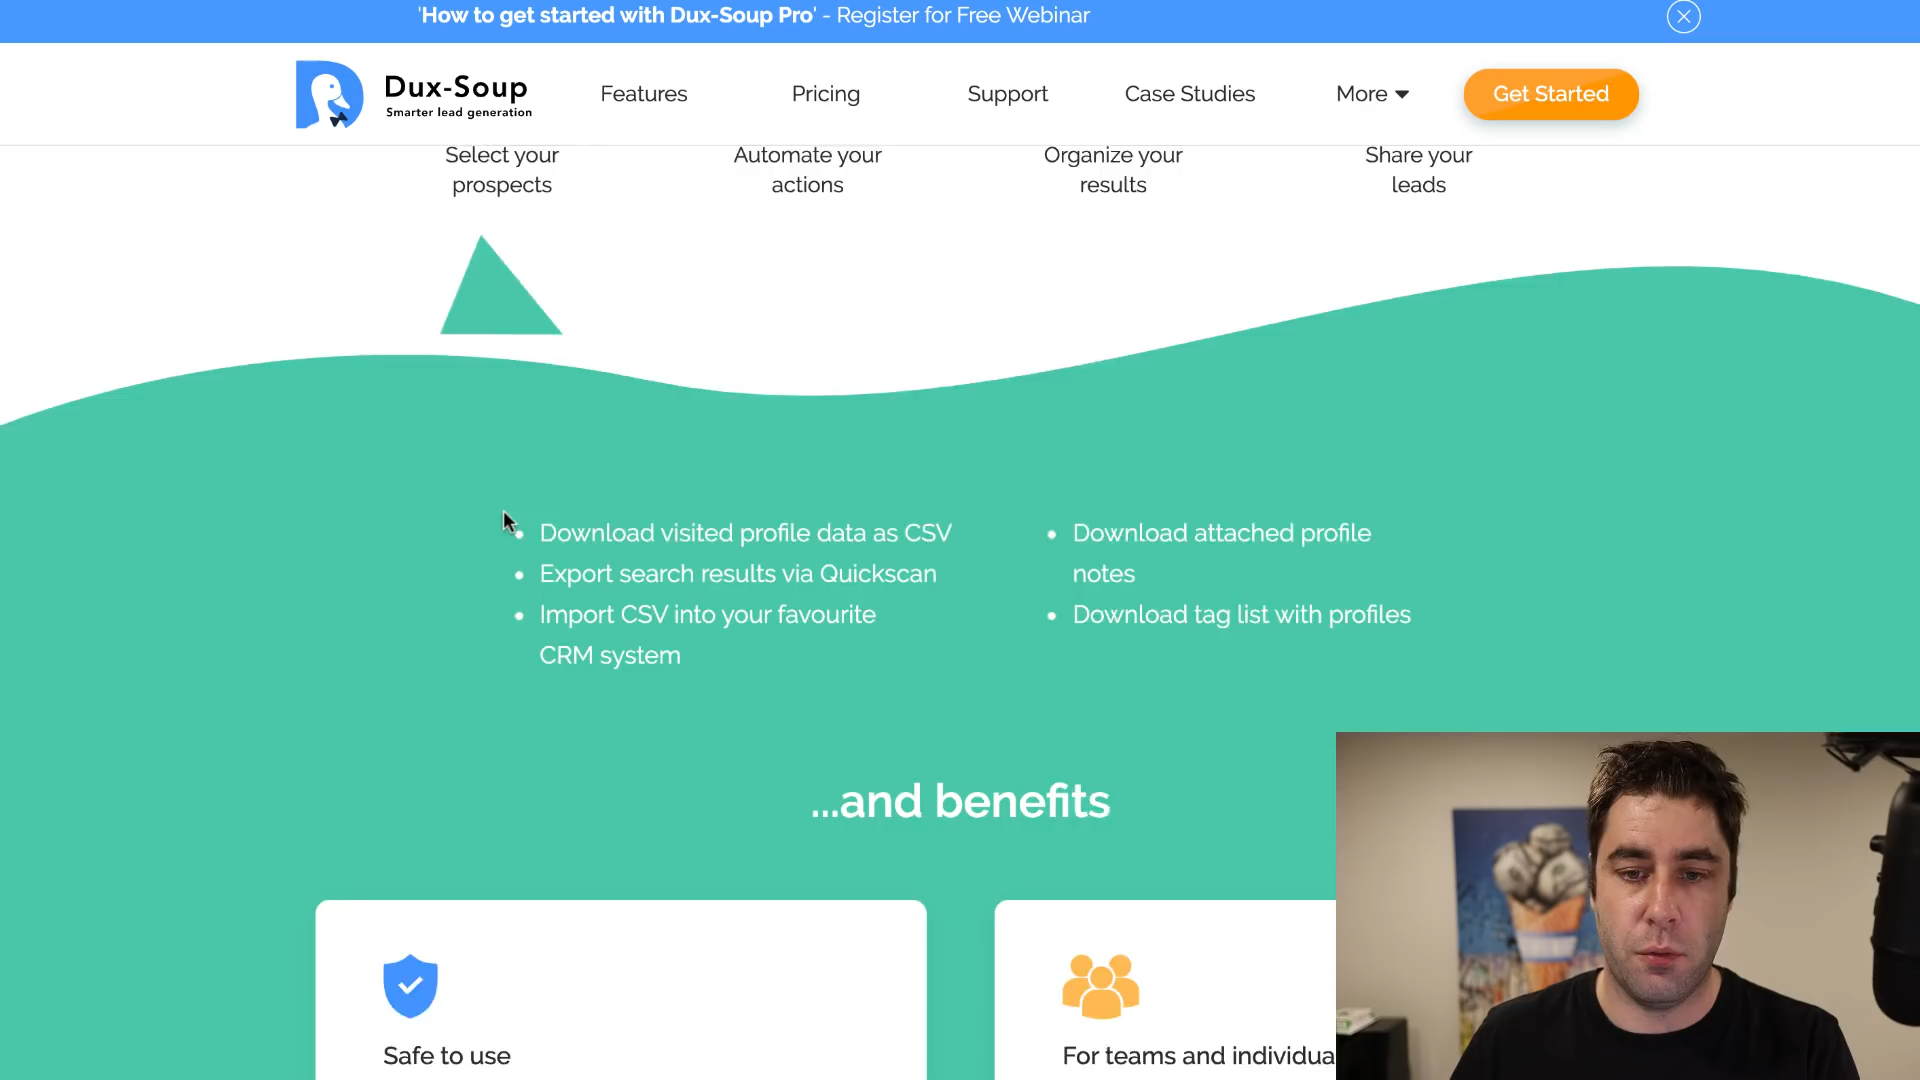 'How to get started with Dux-Soup Pro' - Register for Free Webinar
Dux-Soup
Smarter lead generation
Features
Pricing
Support
Case Studies
More
Get Started
Select your
prospects
Automate your
actions
Organize your
results
Share your
leads
Download visited profile data as CSV
Export search results via Quickscan
Import CSV into your favourite
CRM system
Download attached profile
notes
Download tag list with profiles
...and benefits
Safe to use
For teams and individua